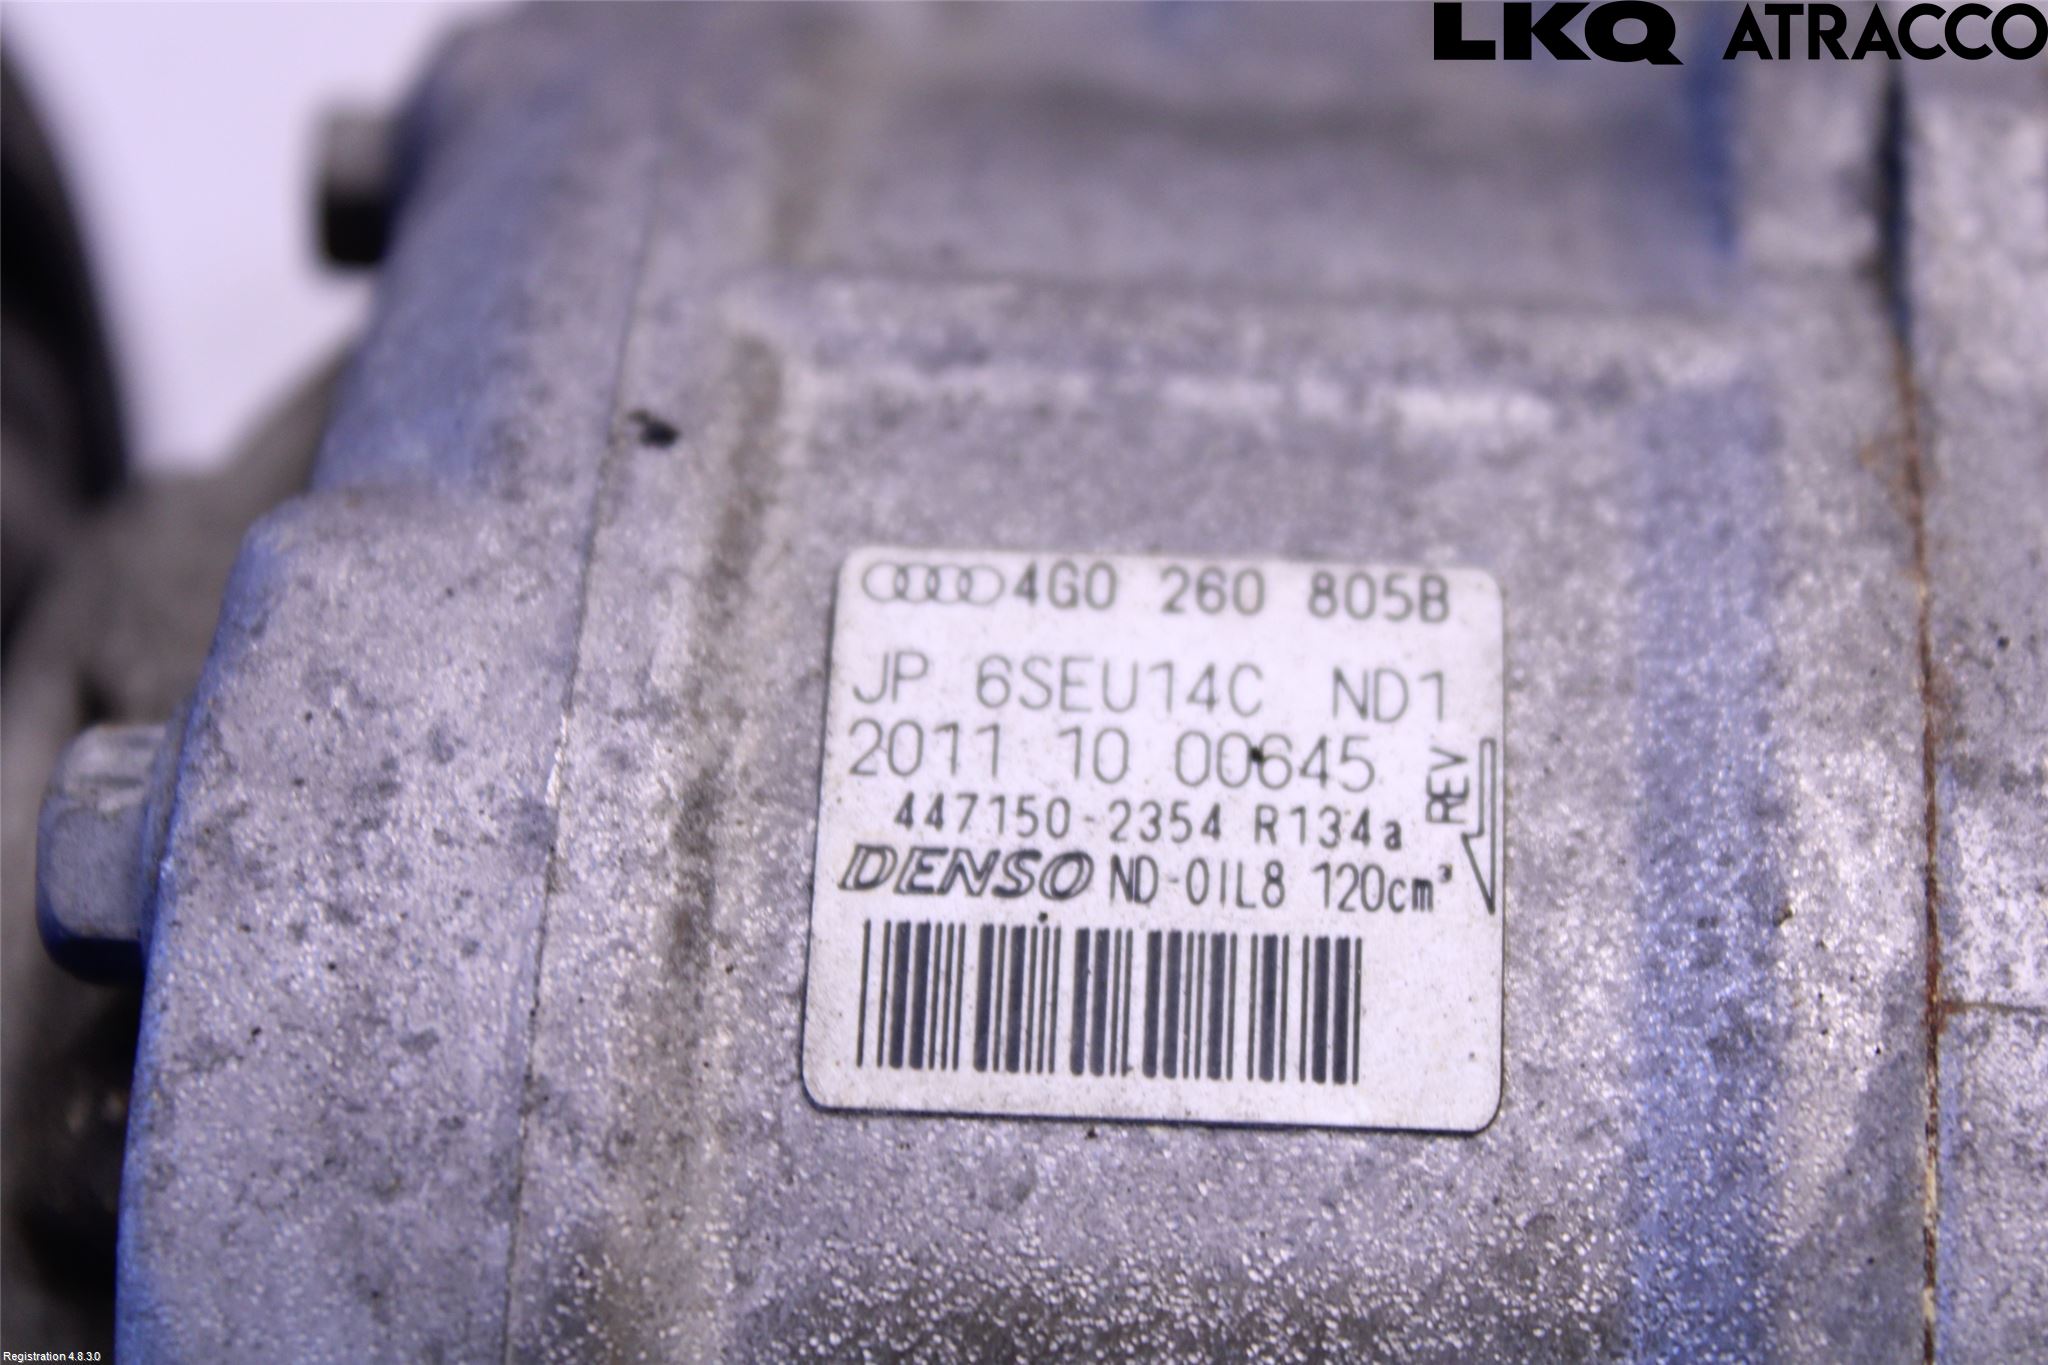 LKQ ATRACCO
4G0 260 805B
JP 6SEU14C ND1
2011 10 00645
REV
447150-2354 R134a
DENSO ND-OIL8 120cm³
Registration 4.8.3.0